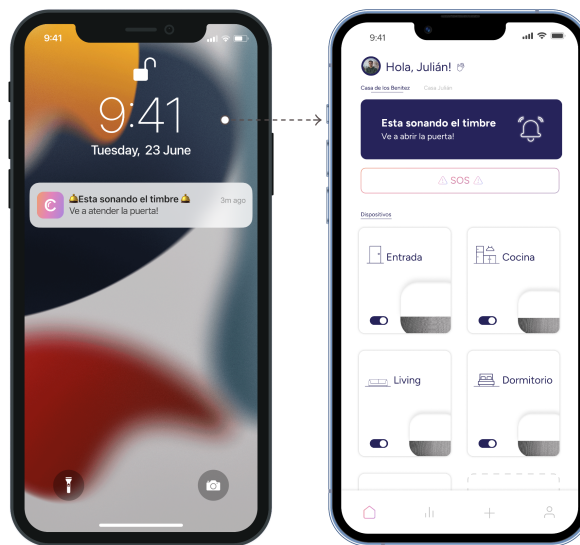 9:41
9:41
Tuesday, 23 June
🛎️Esta sonando el timbre🛎️
3m ago
Ve a atender la puerta!
9:41
Hola, Julián!
Casa de los Benitez
Casa Julian
Esta sonando el timbre
Ve a abrir la puerta!
SOS
Dispositivos
Entrada
Cocina
Living
Dormitorio